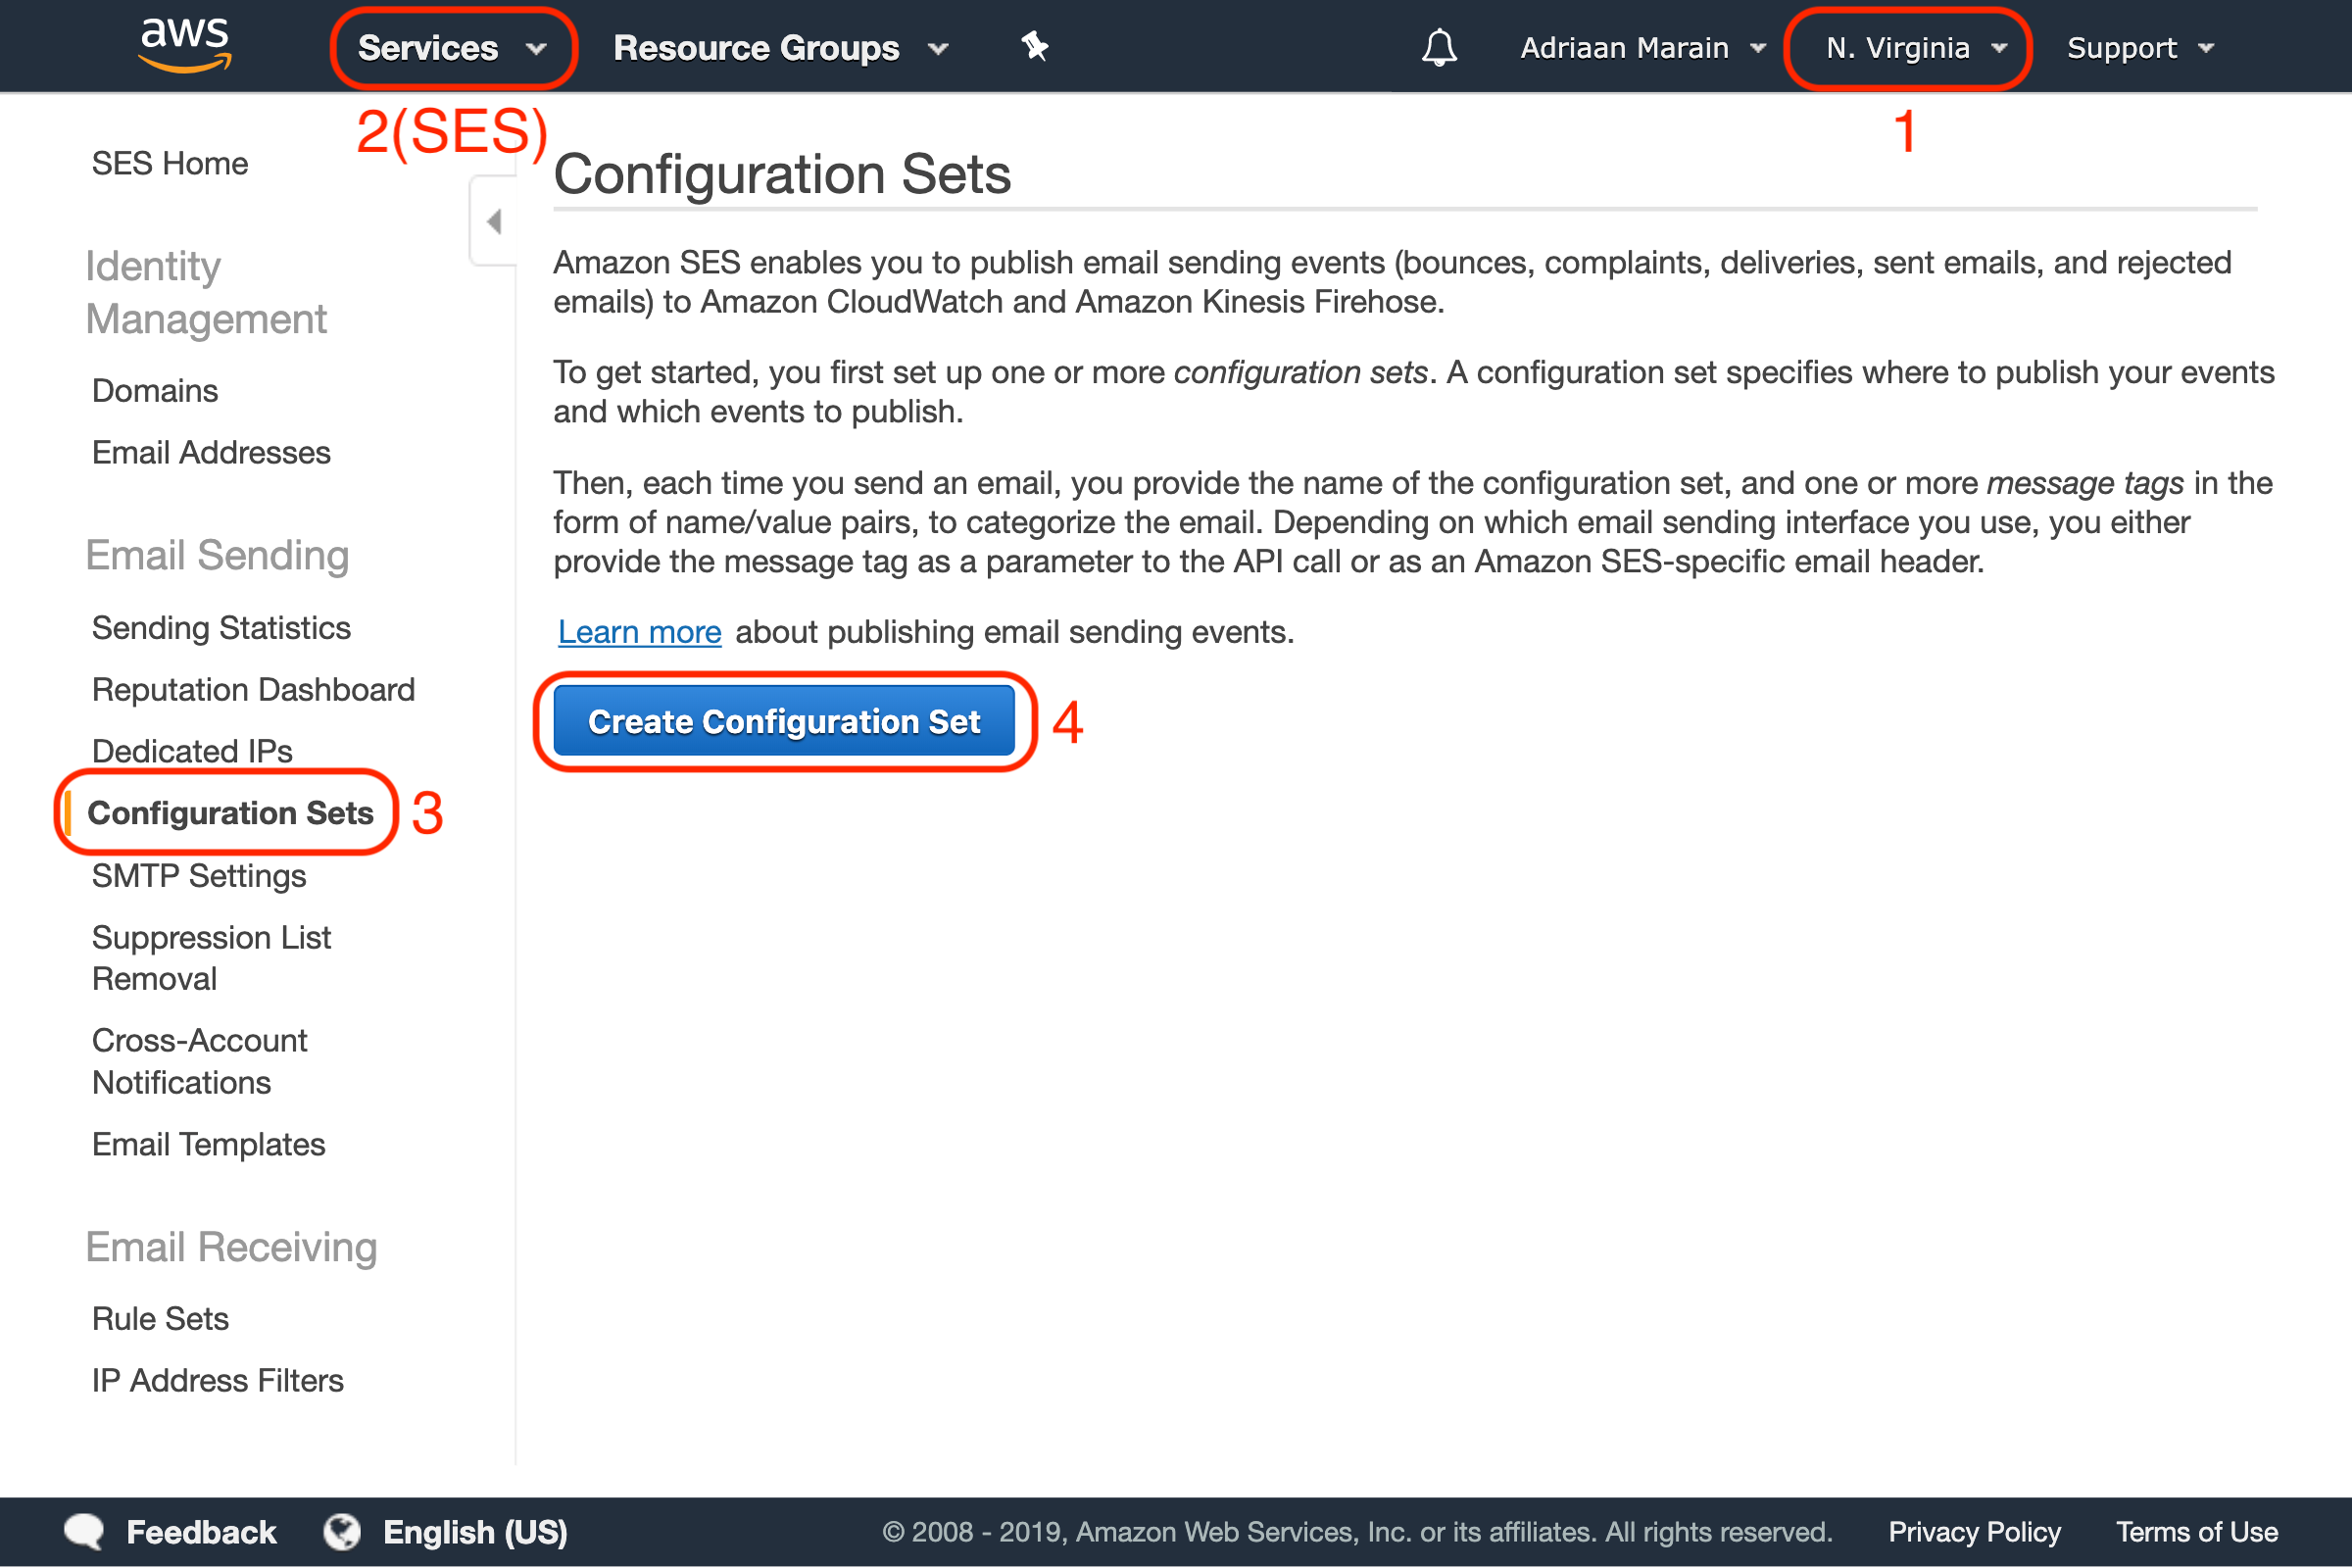 aws
Services
Resource Groups
Adriaan Marain
N. Virginia
Support
2(SES)
1
SES Home
Identity
Management
Domains
Email Addresses
Email Sending
Sending Statistics
Reputation Dashboard
Dedicated IPs
Configuration Sets
3
SMTP Settings
Suppression List
Removal
Cross-Account
Notifications
Email Templates
Email Receiving
Rule Sets
IP Address Filters
Configuration Sets
Amazon SES enables you to publish email sending events (bounces, complaints, deliveries, sent emails, and rejected
emails) to Amazon CloudWatch and Amazon Kinesis Firehose.
To get started, you first set up one or more configuration sets. A configuration set specifies where to publish your events
and which events to publish.
Then, each time you send an email, you provide the name of the configuration set, and one or more message tags in the
form of name/value pairs, to categorize the email. Depending on which email sending interface you use, you either
provide the message tag as a parameter to the API call or as an Amazon SES-specific email header.
Learn more about publishing email sending events.
Create Configuration Set
4
Feedback
English (US)
© 2008 - 2019, Amazon Web Services, Inc. or its affiliates. All rights reserved.
Privacy Policy
Terms of Use